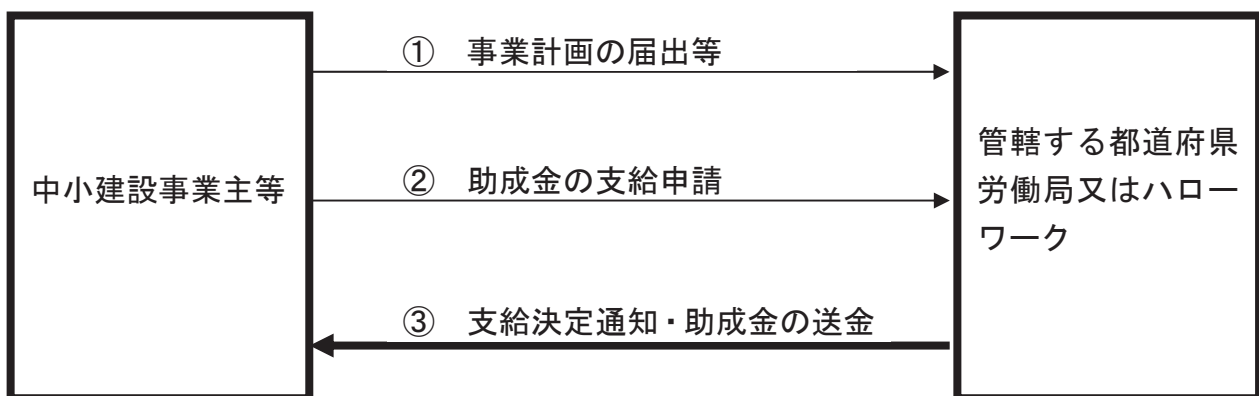 中小建設事業主等
① 事業計画の届出等
② 助成金の支給申請
③ 支給決定通知・助成金の送金
管轄する都道府県
労働局又はハロー
ワーク